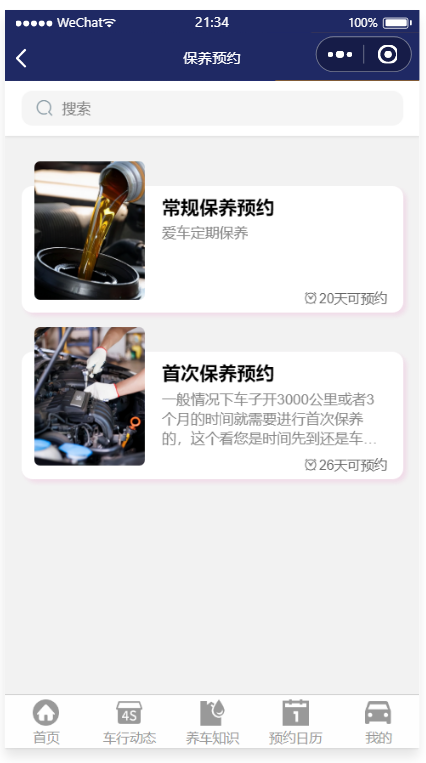 WeChat
21:34
100%
保养预约
搜索
常规保养预约
爱车定期保养
20天可预约
首次保养预约
一般情况下车子开3000公里或者3
个月的时间就需要进行首次保养
的，这个看您是时间先到还是车...
26天可预约
4S
1
首页
车行动态
养车知识
预约日历
我的